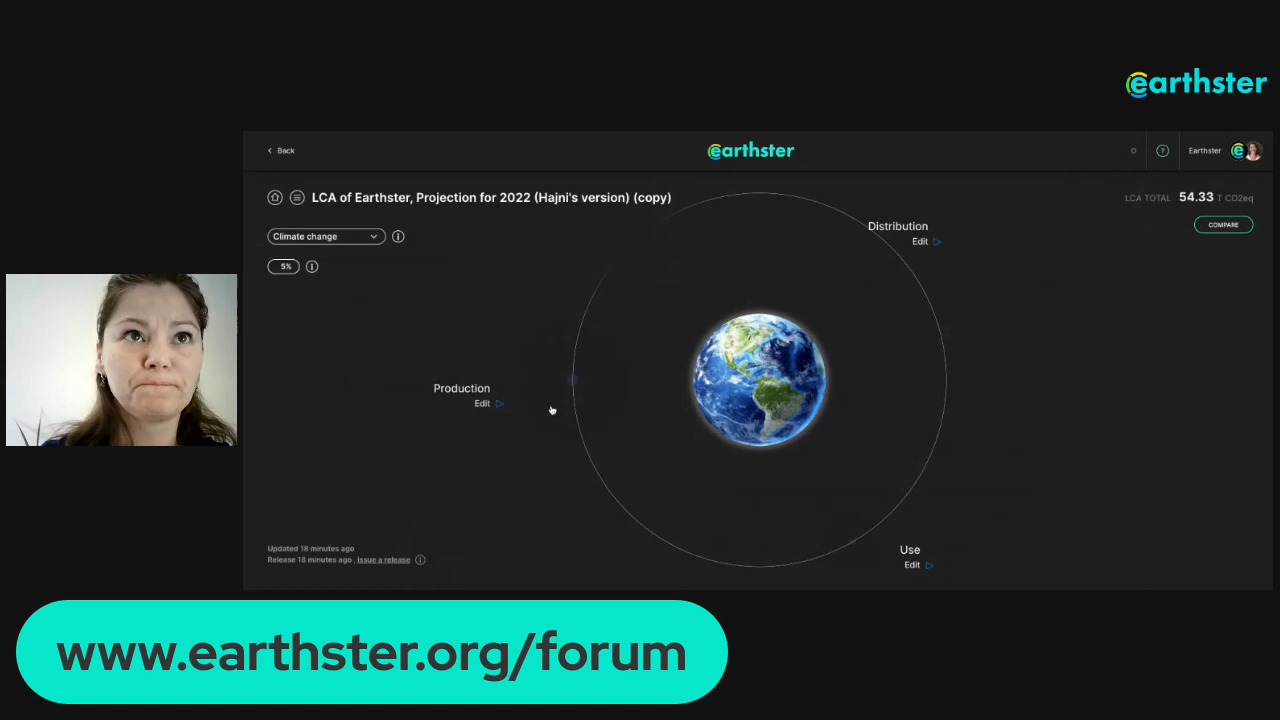 earthster
Back
earthster
?
Earthster
e
LCA of Earthster, Projection for 2022 (Hajni's version) (copy)
LCA TOTAL 54.33 T CO2eq
COMPARE
Climate change
i
5%
i
Distribution
Edit
Production
Edit
Use
Edit
Updated 18 minutes ago
Release 18 minutes ago , issue a release
i
www.earthster.org/forum